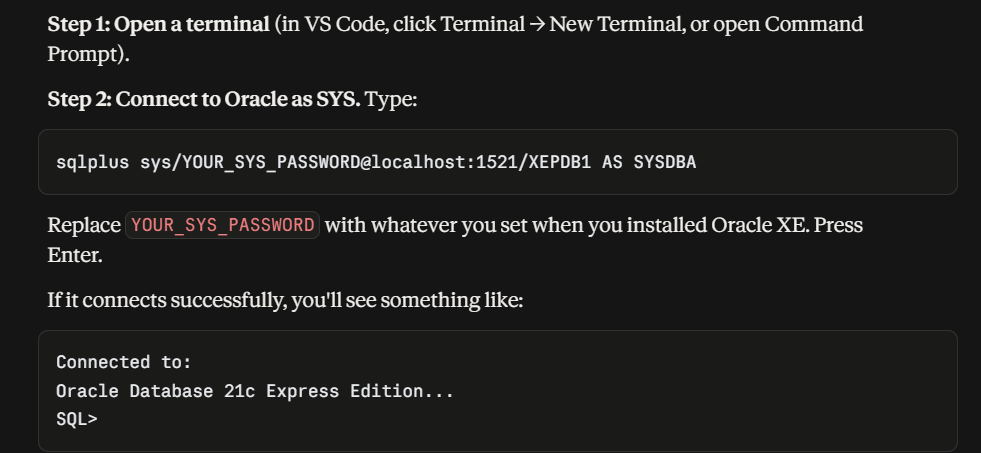 Step 1: Open a terminal (in VS Code, click Terminal → New Terminal, or open Command
Prompt).
Step 2: Connect to Oracle as SYS. Type:
sqlplus sys/YOUR_SYS_PASSWORD@localhost:1521/XEPDB1 AS SYSDBA
Replace YOUR_SYS_PASSWORD with whatever you set when you installed Oracle XE. Press
Enter.
If it connects successfully, you'll see something like:
Connected to:
Oracle Database 21c Express Edition...
SQL>